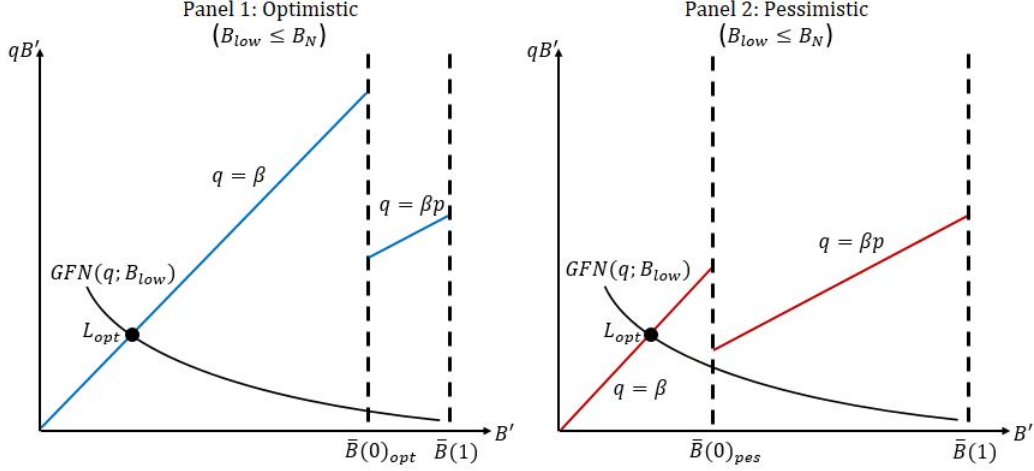 Panel 1: Optimistic
(B_low ≤ B_N)
qB′
q = β
q = βp
GFN(q; B_low)
L_opt
B′
B̄(0)_opt
B̄(1)
Panel 2: Pessimistic
(B_low ≤ B_N)
qB′
q = βp
GFN(q; B_low)
L_opt
q = β
B′
B̄(0)_pes
B̄(1)